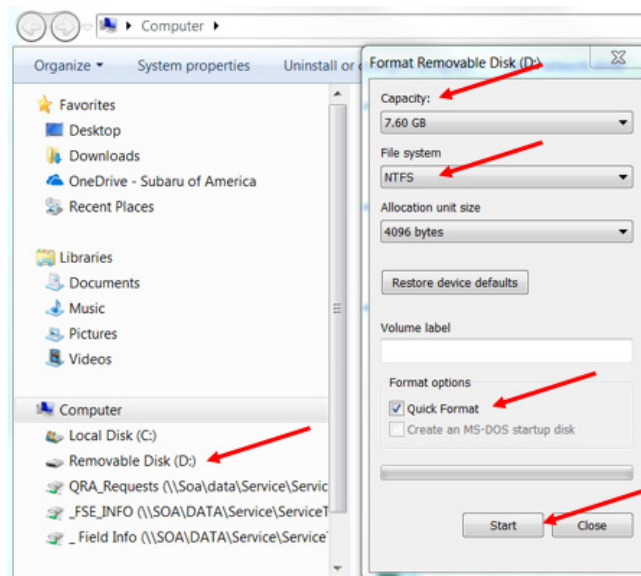 Computer
Organize
System properties
Uninstall or
Favorites
Desktop
Downloads
OneDrive - Subaru of America
Recent Places
Libraries
Documents
Music
Pictures
Videos
Computer
Local Disk (C:)
Removable Disk (D:)
QRA_Requests (\\Soa\data\Service\Servic
_FSE_INFO (\\SOA\DATA\Service\ServiceT
_ Field Info (\\SOA\DATA\Service\Service
Format Removable Disk (D:)
Capacity:
7.60 GB
File system
NTFS
Allocation unit size
4096 bytes
Restore device defaults
Volume label
Format options
Quick Format
Create an MS-DOS startup disk
Start
Close